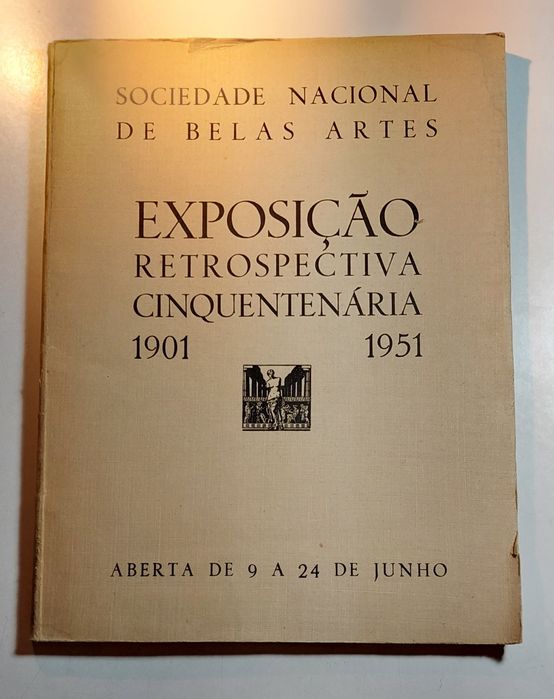 SOCIEDADE NACIONAL
DE BELAS ARTES
EXPOSIÇÃO
RETROSPECTIVA
CINQUENTENÁRIA
1901 1951
ABERTA DE 9 A 24 DE JUNHO